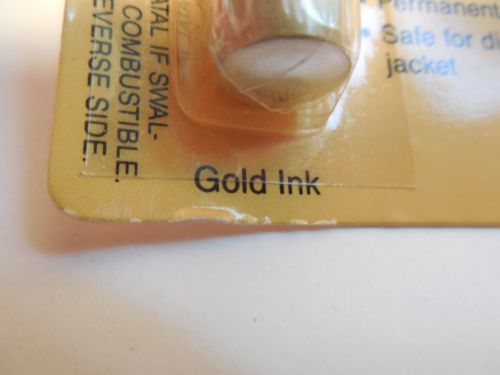 ATAL IF SWAL-
COMBUSTIBLE.
EVERSE SIDE.
Permanent
• Safe for di
jacket
Gold Ink